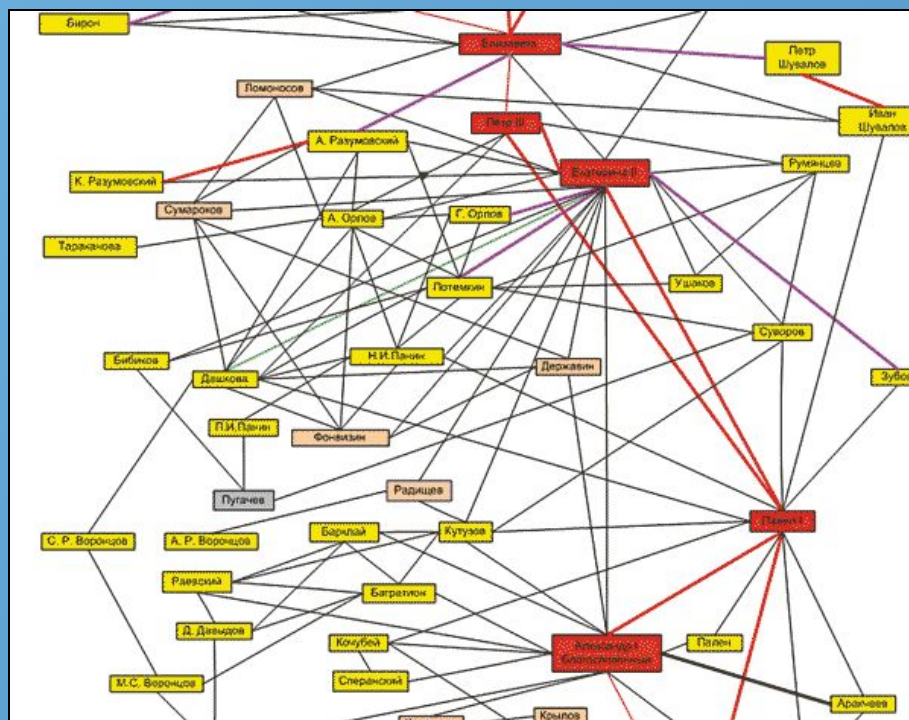 Бирон
Елизавета
Петр
Шувалов
Ломоносов
Иван
Шувалов
Петр III
А. Разумовский
Румянцев
К. Разумовский
Екатерина II
Сумароков
А. Орлов
Г. Орлов
Таракачова
Потемкин
Ушаков
Суворов
Бибиков
Н.И.Панин
Державин
Дашкова
Зубов
П.И.Панин
Фонвизин
Пугачев
Радищев
Павел I
С. Р. Воронцов
А. Р. Воронцов
Барклай
Кутузов
Раевский
Багратион
Д. Давыдов
Кочубей
Александр I
Благословенный
Пален
М.С. Воронцов
Сперанский
Аракчеев
Крылов